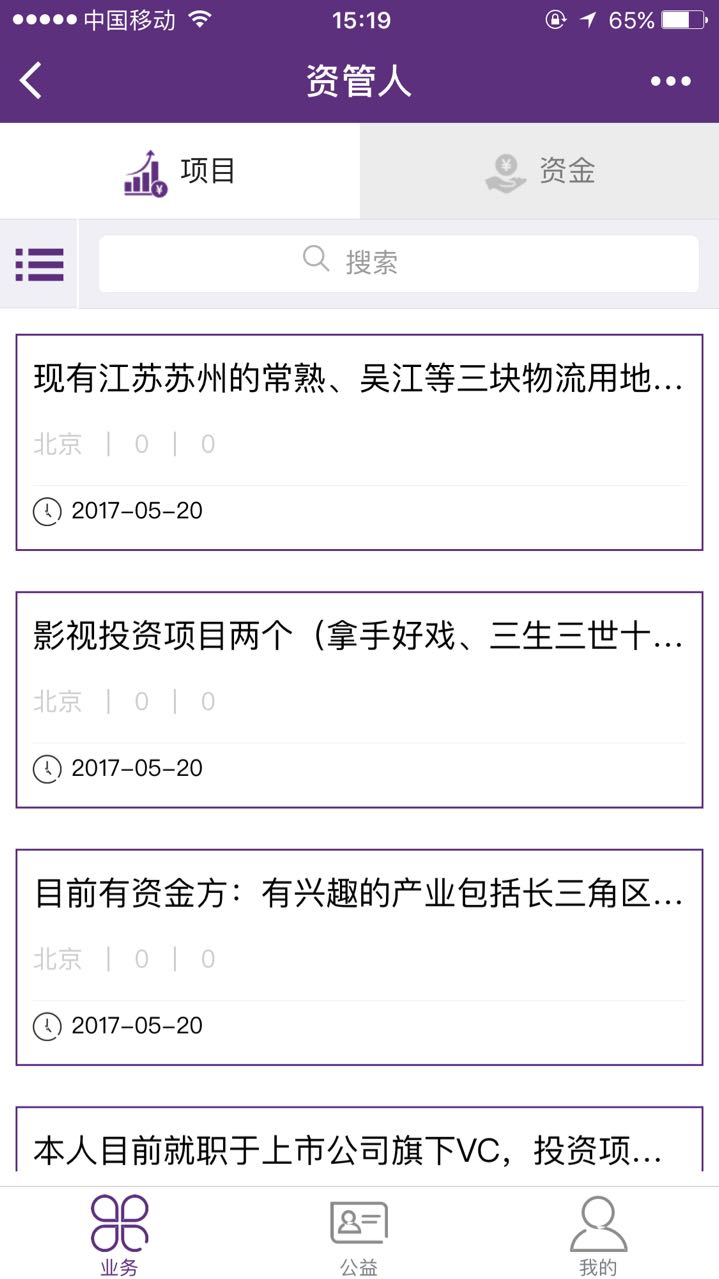 中国移动 15:19 65%
资管人
项目 资金
搜索
现有江苏苏州的常熟、吴江等三块物流用地...
北京 | 0 | 0
2017-05-20
影视投资项目两个（拿手好戏、三生三世十...
北京 | 0 | 0
2017-05-20
目前有资金方：有兴趣的产业包括长三角区...
北京 | 0 | 0
2017-05-20
本人目前就职于上市公司旗下VC，投资项...
业务 公益 我的